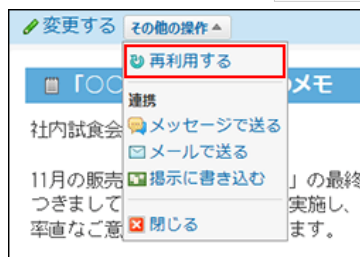 変更する その他の操作▲
再利用する
「○○ のメモ
連携
社内試食会 メッセージで送る
メールで送る
11月の販売 掲示に書き込む 」の最終
つきまして 実施し、
率直なご意 閉じる ます。